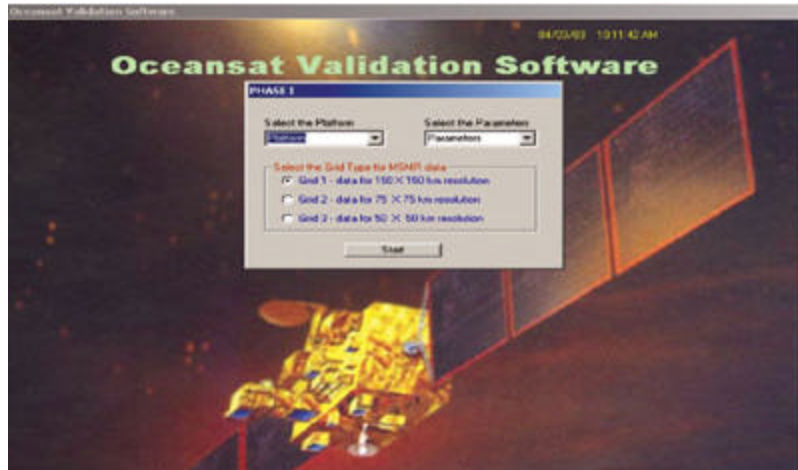 Oceansat Validation Software
04/03/03 10:11:42 AM
Oceansat Validation Software
PHASE I
Select the Platform Select the Parameters
Platform Parameters
Select the Grid Type for MSMR data
Grid 1 - data for 150 X 150 km resolution
Grid 2 - data for 75 X 75 km resolution
Grid 3 - data for 50 X 50 km resolution
Start